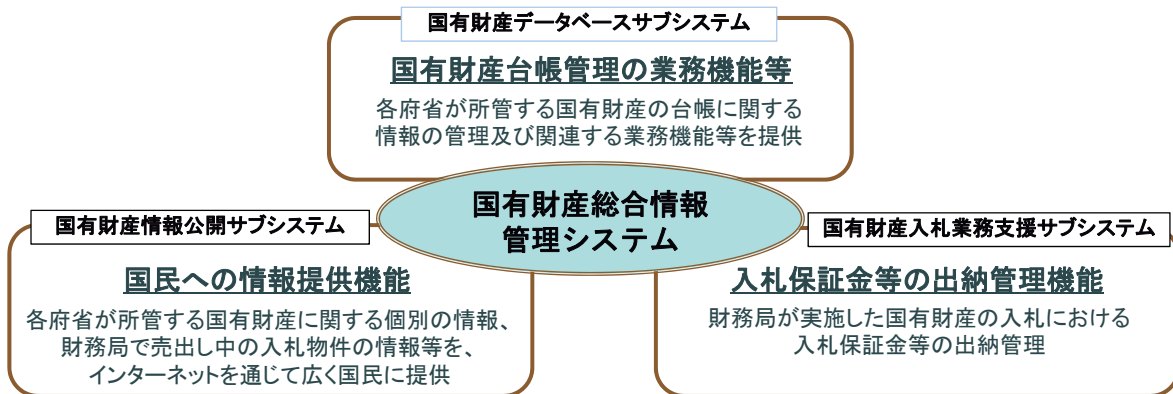 国有財産データベースサブシステム
国有財産台帳管理の業務機能等
各府省が所管する国有財産の台帳に関する
情報の管理及び関連する業務機能等を提供
国有財産総合情報
管理システム
国有財産情報公開サブシステム
国民への情報提供機能
各府省が所管する国有財産に関する個別の情報、
財務局で売出し中の入札物件の情報等を、
インターネットを通じて広く国民に提供
国有財産入札業務支援サブシステム
入札保証金等の出納管理機能
財務局が実施した国有財産の入札における
入札保証金等の出納管理